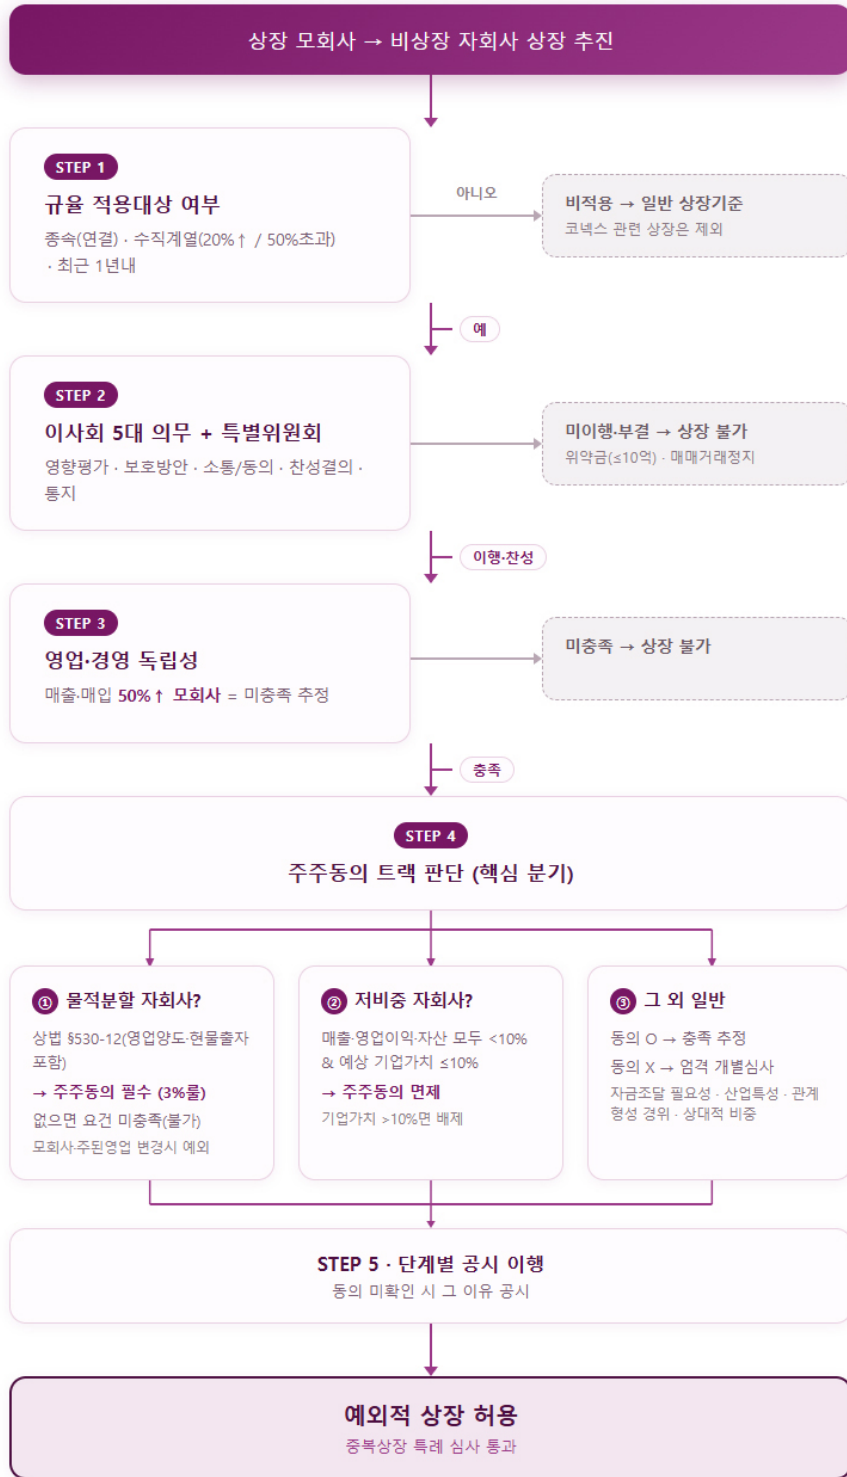 상장 모회사 → 비상장 자회사 상장 추진
STEP 1
규율 적용대상 여부
종속(연결) · 수직계열(20%↑ / 50%초과)
· 최근 1년내
아니오
비적용 → 일반 상장기준
코넥스 관련 상장은 제외
예
STEP 2
이사회 5대 의무 + 특별위원회
영향평가 · 보호방안 · 소통/동의 · 찬성결의 ·
통지
미이행·부결 → 상장 불가
위약금(≤10억) · 매매거래정지
이행·찬성
STEP 3
영업·경영 독립성
매출·매입 50%↑ 모회사 = 미충족 추정
미충족 → 상장 불가
충족
STEP 4
주주동의 트랙 판단 (핵심 분기)
① 물적분할 자회사?
상법 §530-12(영업양도·현물출자
포함)
→ 주주동의 필수 (3%룰)
없으면 요건 미충족(불가)
모회사·주된영업 변경시 예외
② 저비중 자회사?
매출·영업이익·자산 모두 <10%
& 예상 기업가치 ≤10%
→ 주주동의 면제
기업가치 >10%면 배제
③ 그 외 일반
동의 O → 충족 추정
동의 X → 엄격 개별심사
자금조달 필요성 · 산업특성 · 관계
형성 경위 · 상대적 비중
STEP 5 · 단계별 공시 이행
동의 미확인 시 그 이유 공시
예외적 상장 허용
중복상장 특례 심사 통과